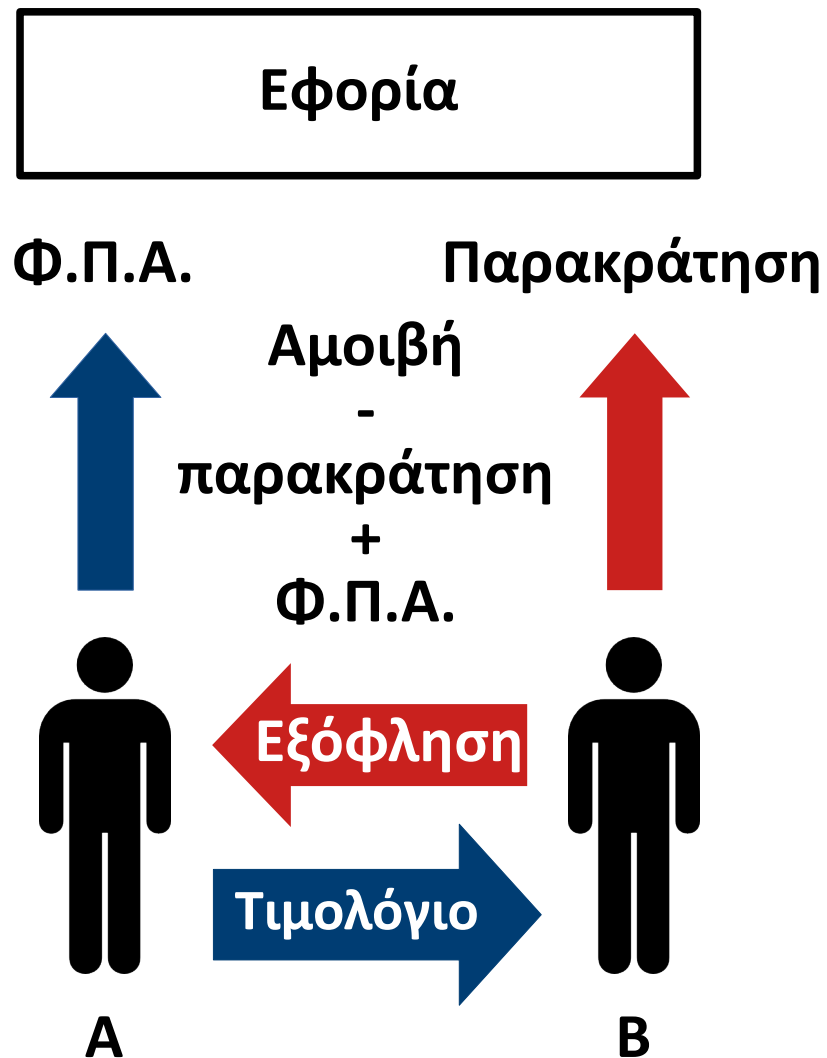 Εφορία
Φ.Π.Α.
Παρακράτηση
Αμοιβή
-
παρακράτηση
+
Φ.Π.Α.
Εξόφληση
Τιμολόγιο
Α
Β